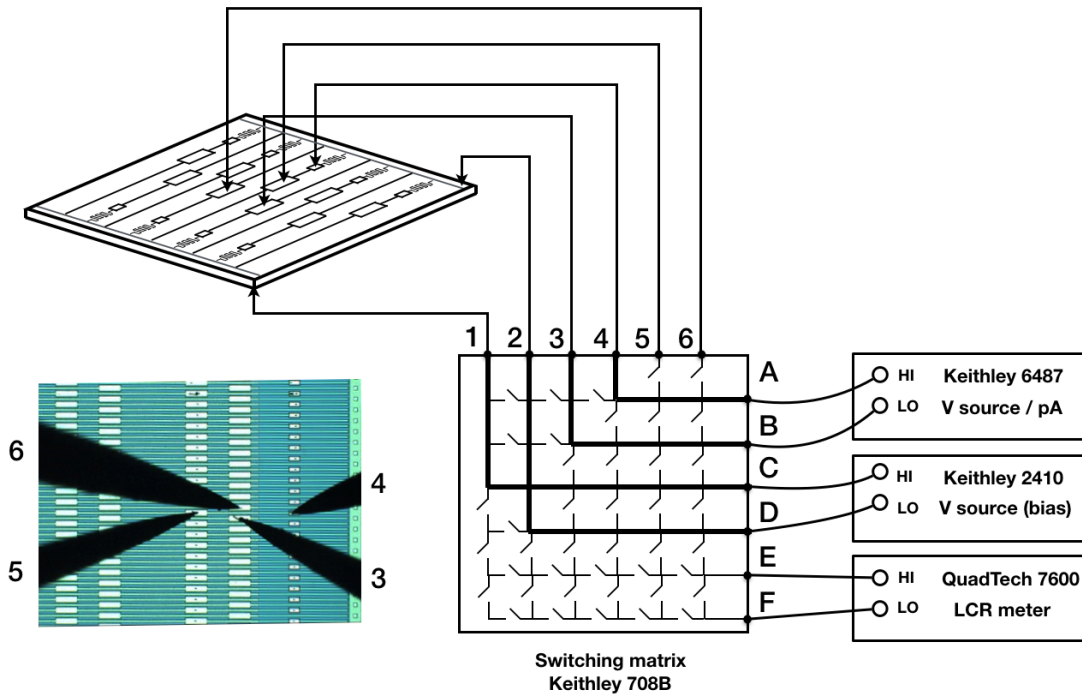 1 2 3 4 5 6
A
HI Keithley 6487
B
LO V source / pA
C
HI Keithley 2410
D
LO V source (bias)
E
HI QuadTech 7600
F
LO LCR meter
6
4
5
3
Switching matrix
Keithley 708B